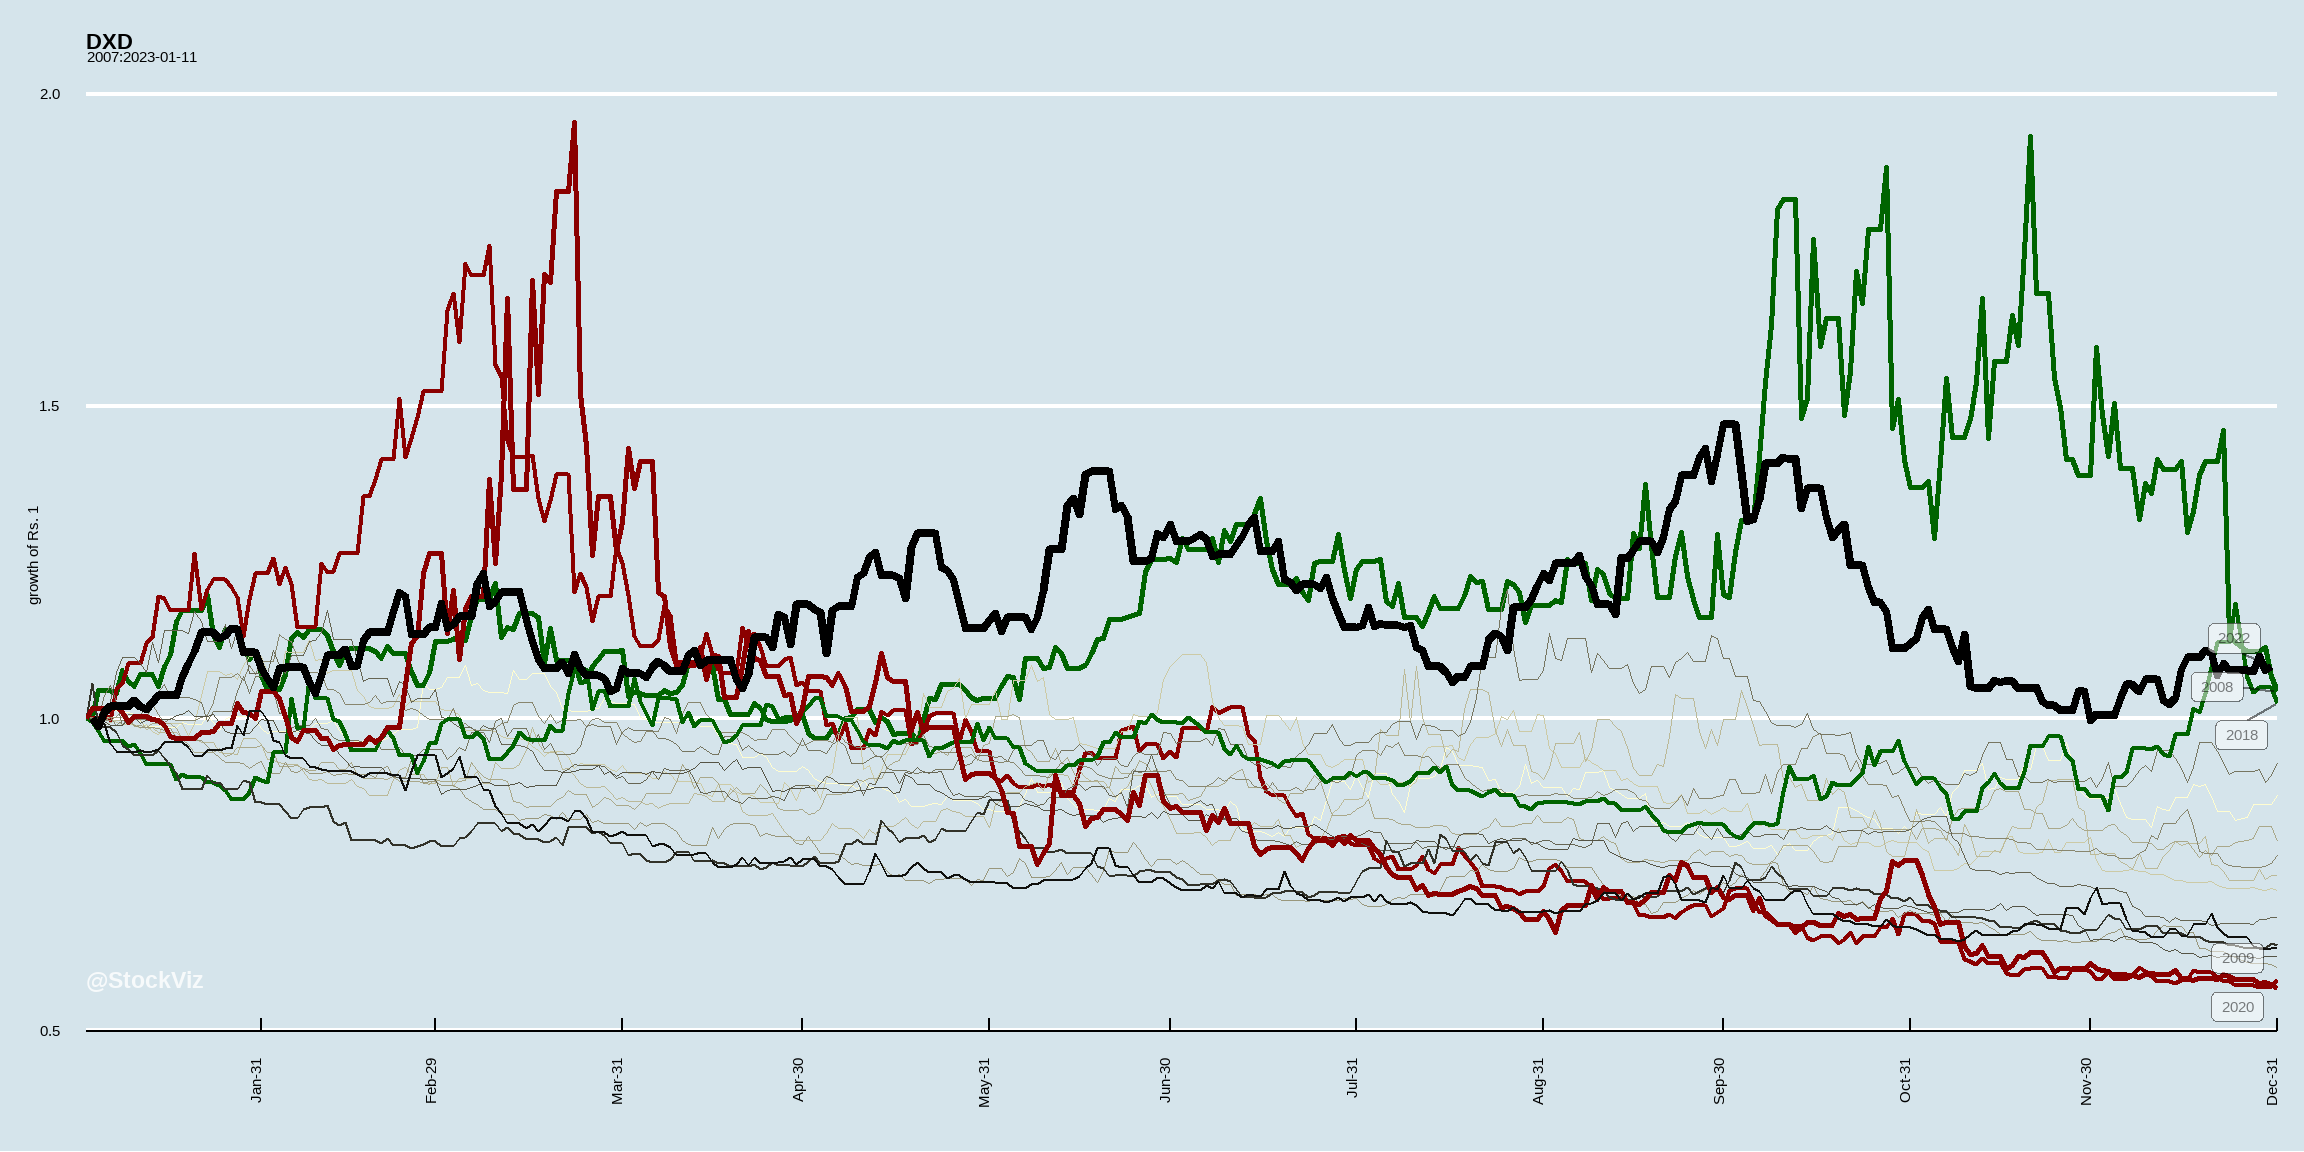 DXD
2007:2023-01-11
2.0
1.5
1.0
0.5
growth of Rs. 1
2022
2008
2018
2009
2020
@StockViz
Jan-31
Feb-29
Mar-31
Apr-30
May-31
Jun-30
Jul-31
Aug-31
Sep-30
Oct-31
Nov-30
Dec-31